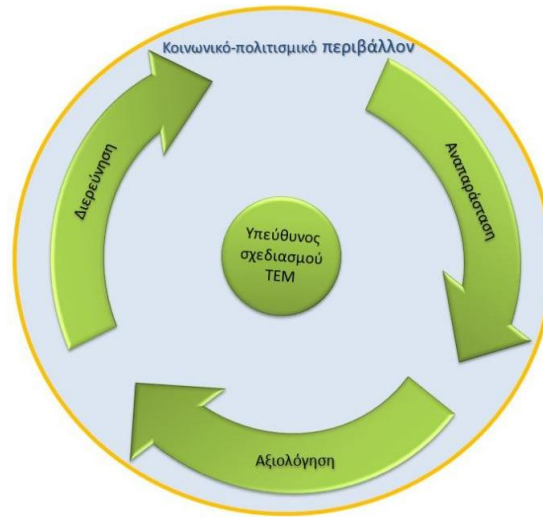 Κοινωνικό-πολιτισμικό περιβάλλον
Διερεύνηση
Αναπαράσταση
Υπεύθυνος
σχεδιασμού
ΤΕΜ
Αξιολόγηση